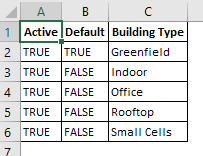 A B C
1 Active Default Building Type
2 TRUE TRUE Greenfield
3 TRUE FALSE Indoor
4 TRUE FALSE Office
5 TRUE FALSE Rooftop
6 TRUE FALSE Small Cells
7